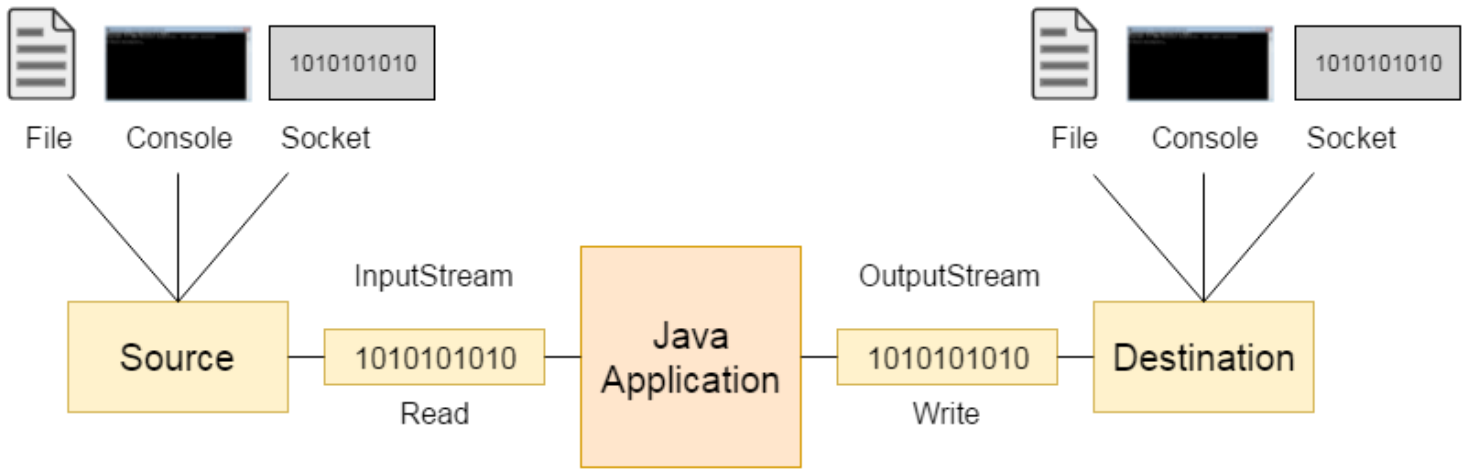 1010101010
1010101010
File Console Socket
File Console Socket
InputStream
OutputStream
Source
1010101010
Java
Application
1010101010
Destination
Read
Write